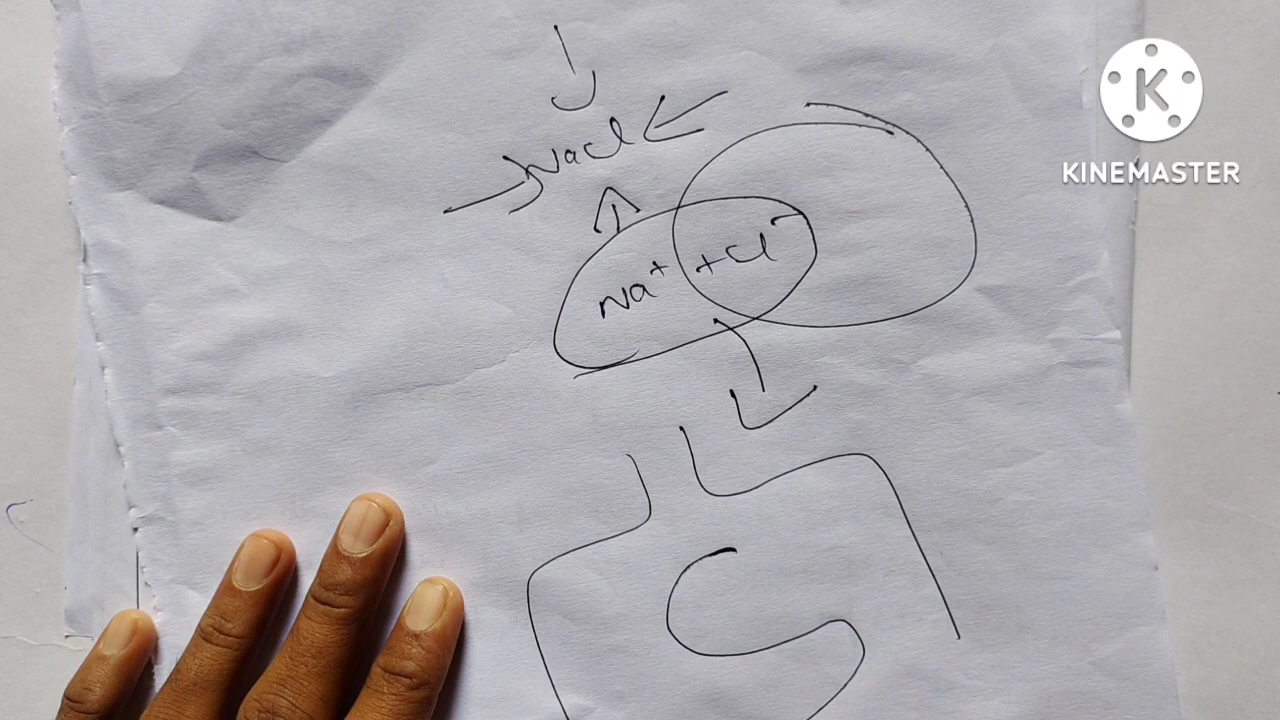 NaCl
Na⁺ + Cl⁻
K
KINEMASTER